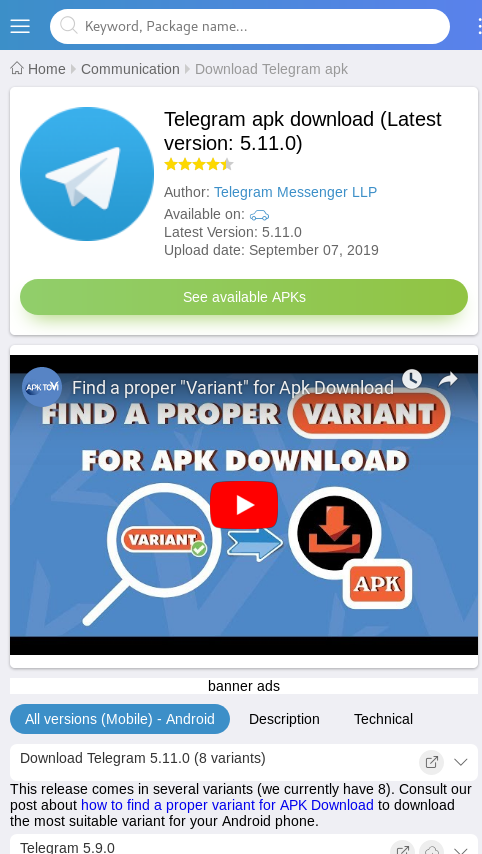 Keyword, Package name...
Home Communication Download Telegram apk
Telegram apk download (Latest
version: 5.11.0)
Author: Telegram Messenger LLP
Available on:
Latest Version: 5.11.0
Upload date: September 07, 2019
See available APKs
Find a proper "Variant" for Apk Download
FIND A PROPER VARIANT
FOR APK DOWNLOAD
VARIANT
APK
banner ads
All versions (Mobile) - Android Description Technical
Download Telegram 5.11.0 (8 variants)
This release comes in several variants (we currently have 8). Consult our
post about how to find a proper variant for APK Download to download
the most suitable variant for your Android phone.
Telegram 5.9.0